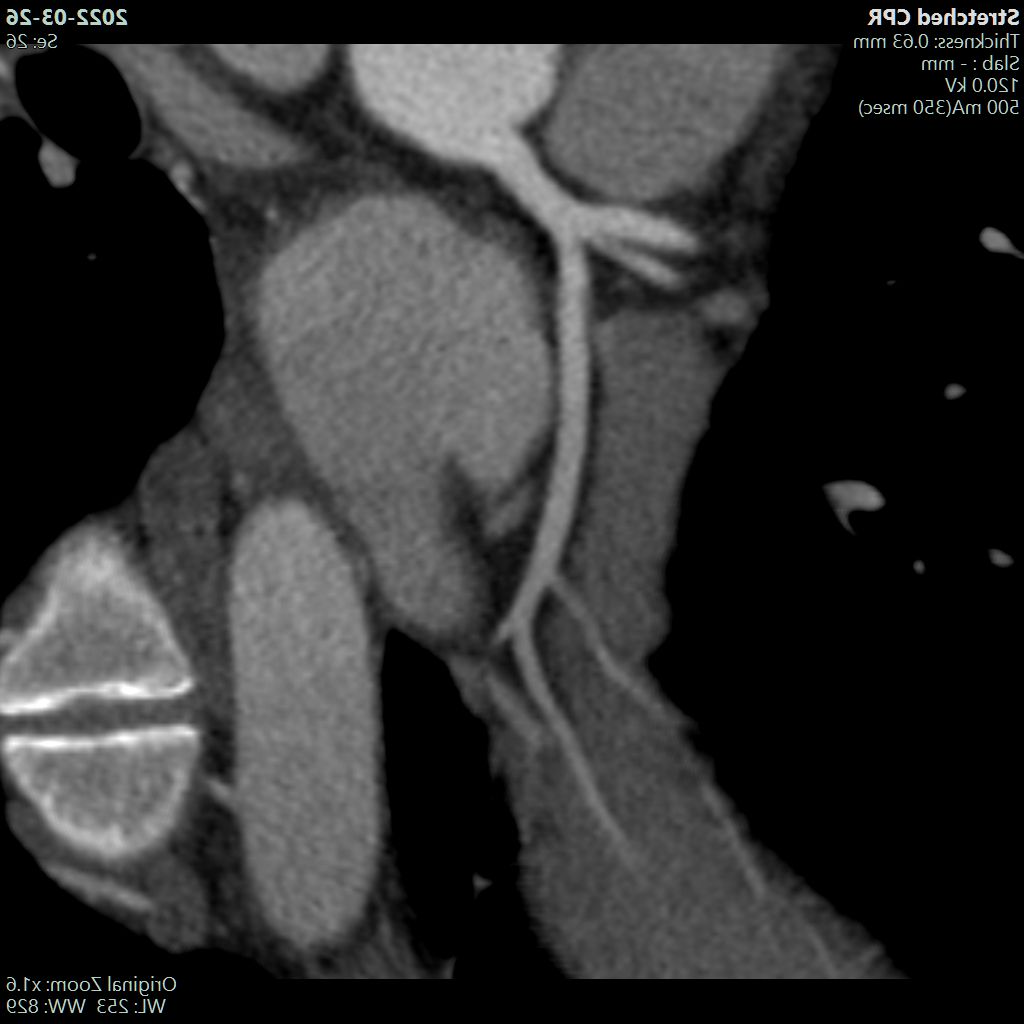 Stretched CPR
Thickness: 0.63 mm
Slab : - mm
120.0 kV
500 mA(350 msec)
2022-03-26
Se: 26
Original Zoom: x1.6
WL: 253 WW: 829